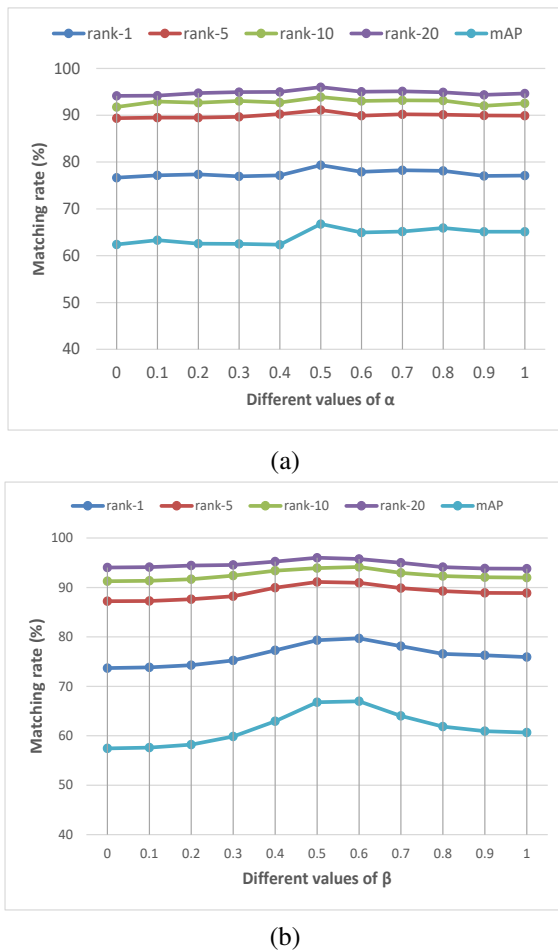 rank-1 rank-5 rank-10 rank-20 mAP
100
90
80
70
60
50
40
Matching rate (%)
0 0.1 0.2 0.3 0.4 0.5 0.6 0.7 0.8 0.9 1
Different values of α
(a)
rank-1 rank-5 rank-10 rank-20 mAP
100
90
80
70
60
50
40
Matching rate (%)
0 0.1 0.2 0.3 0.4 0.5 0.6 0.7 0.8 0.9 1
Different values of β
(b)